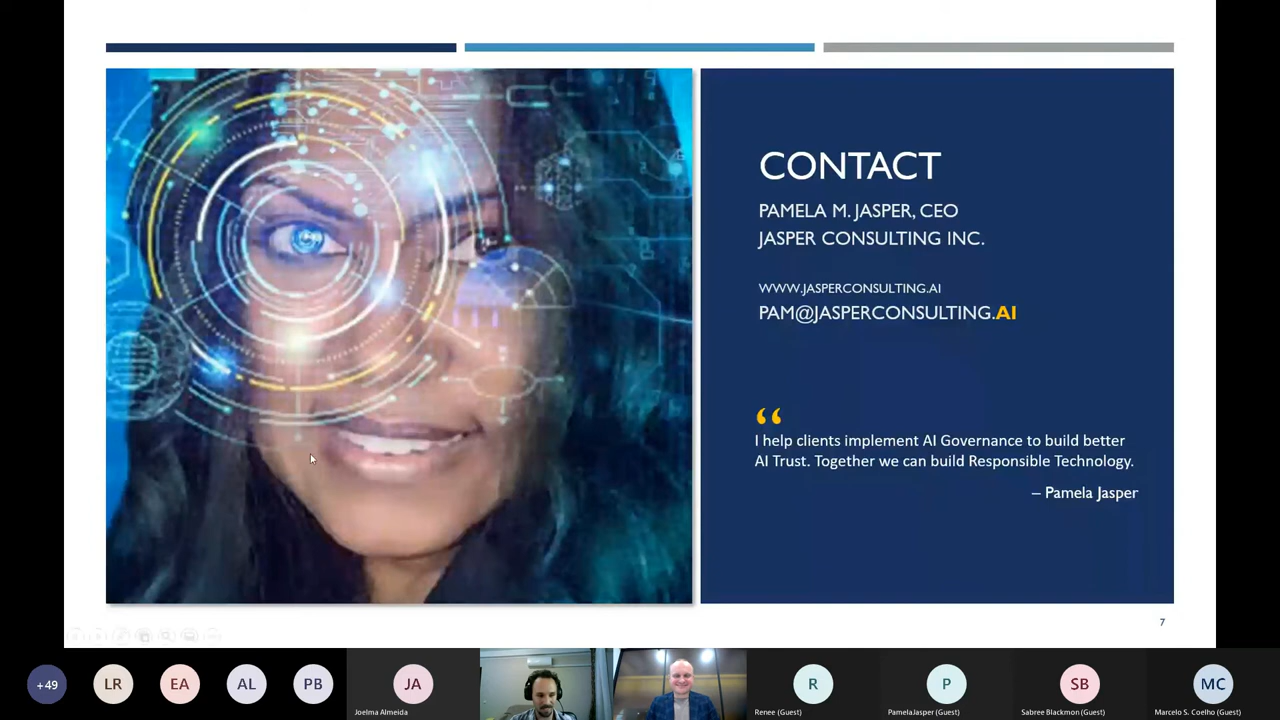 CONTACT
PAMELA M. JASPER, CEO
JASPER CONSULTING INC.
WWW.JASPERCONSULTING.AI
PAM@JASPERCONSULTING.AI
“
I help clients implement AI Governance to build better
AI Trust. Together we can build Responsible Technology.
– Pamela Jasper
7
+49
LR
EA
AL
PB
JA
Joelma Almeida
R
Renee (Guest)
P
PamelaJasper (Guest)
SB
Sabree Blackmon (Guest)
MC
Marcelo S. Coelho (Guest)